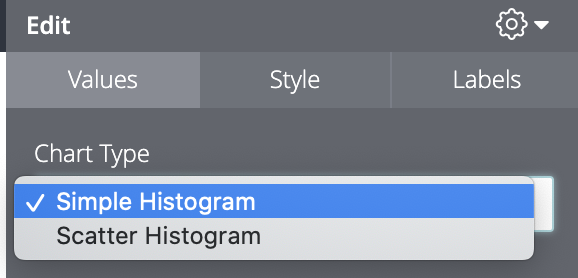 Edit
Values Style Labels
Chart Type
✓ Simple Histogram
Scatter Histogram